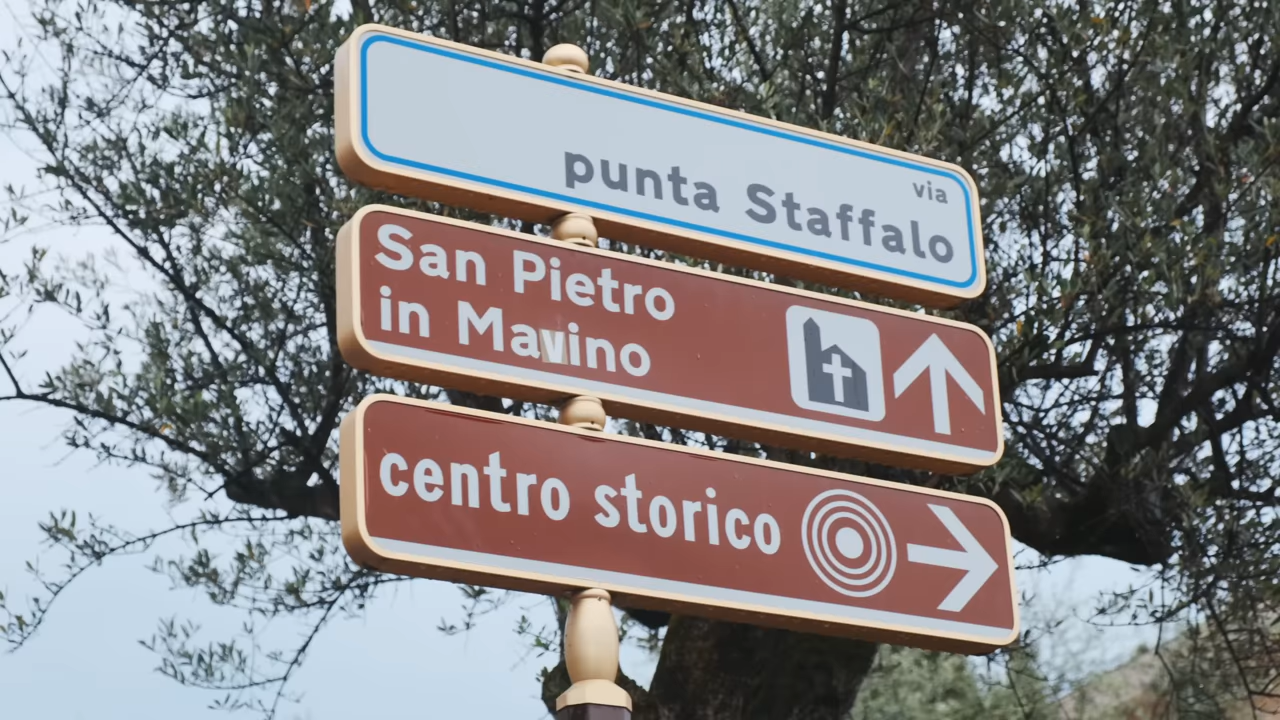 via
punta Staffalo
San Pietro
in Mavino
centro storico